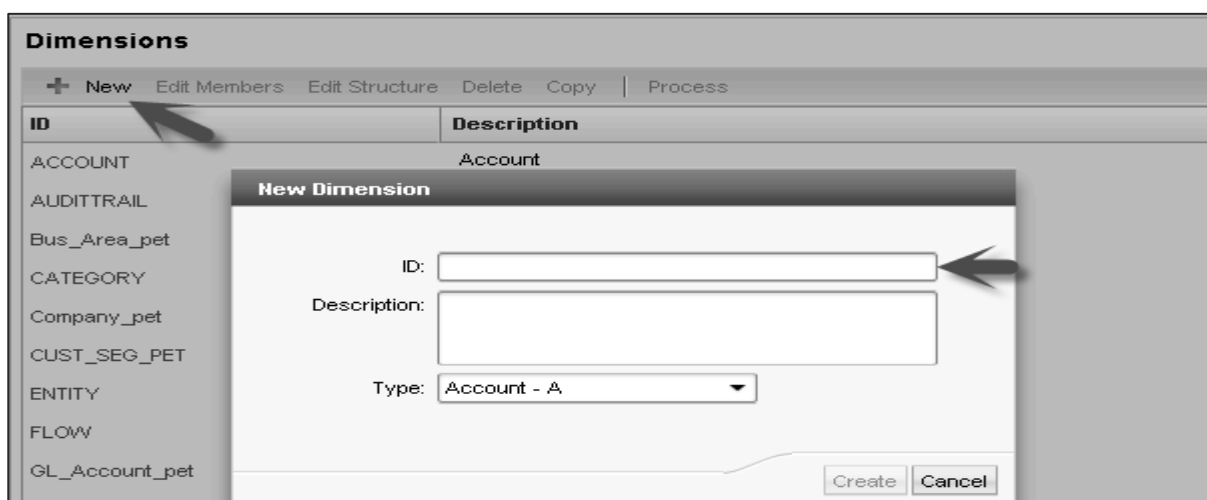 Dimensions
+ New Edit Members Edit Structure Delete Copy | Process
ID Description
ACCOUNT Account
AUDITTRAIL
Bus_Area_pet
CATEGORY
Company_pet
CUST_SEG_PET
ENTITY
FLOW
GL_Account_pet
New Dimension
ID:
Description:
Type: Account - A
Create Cancel